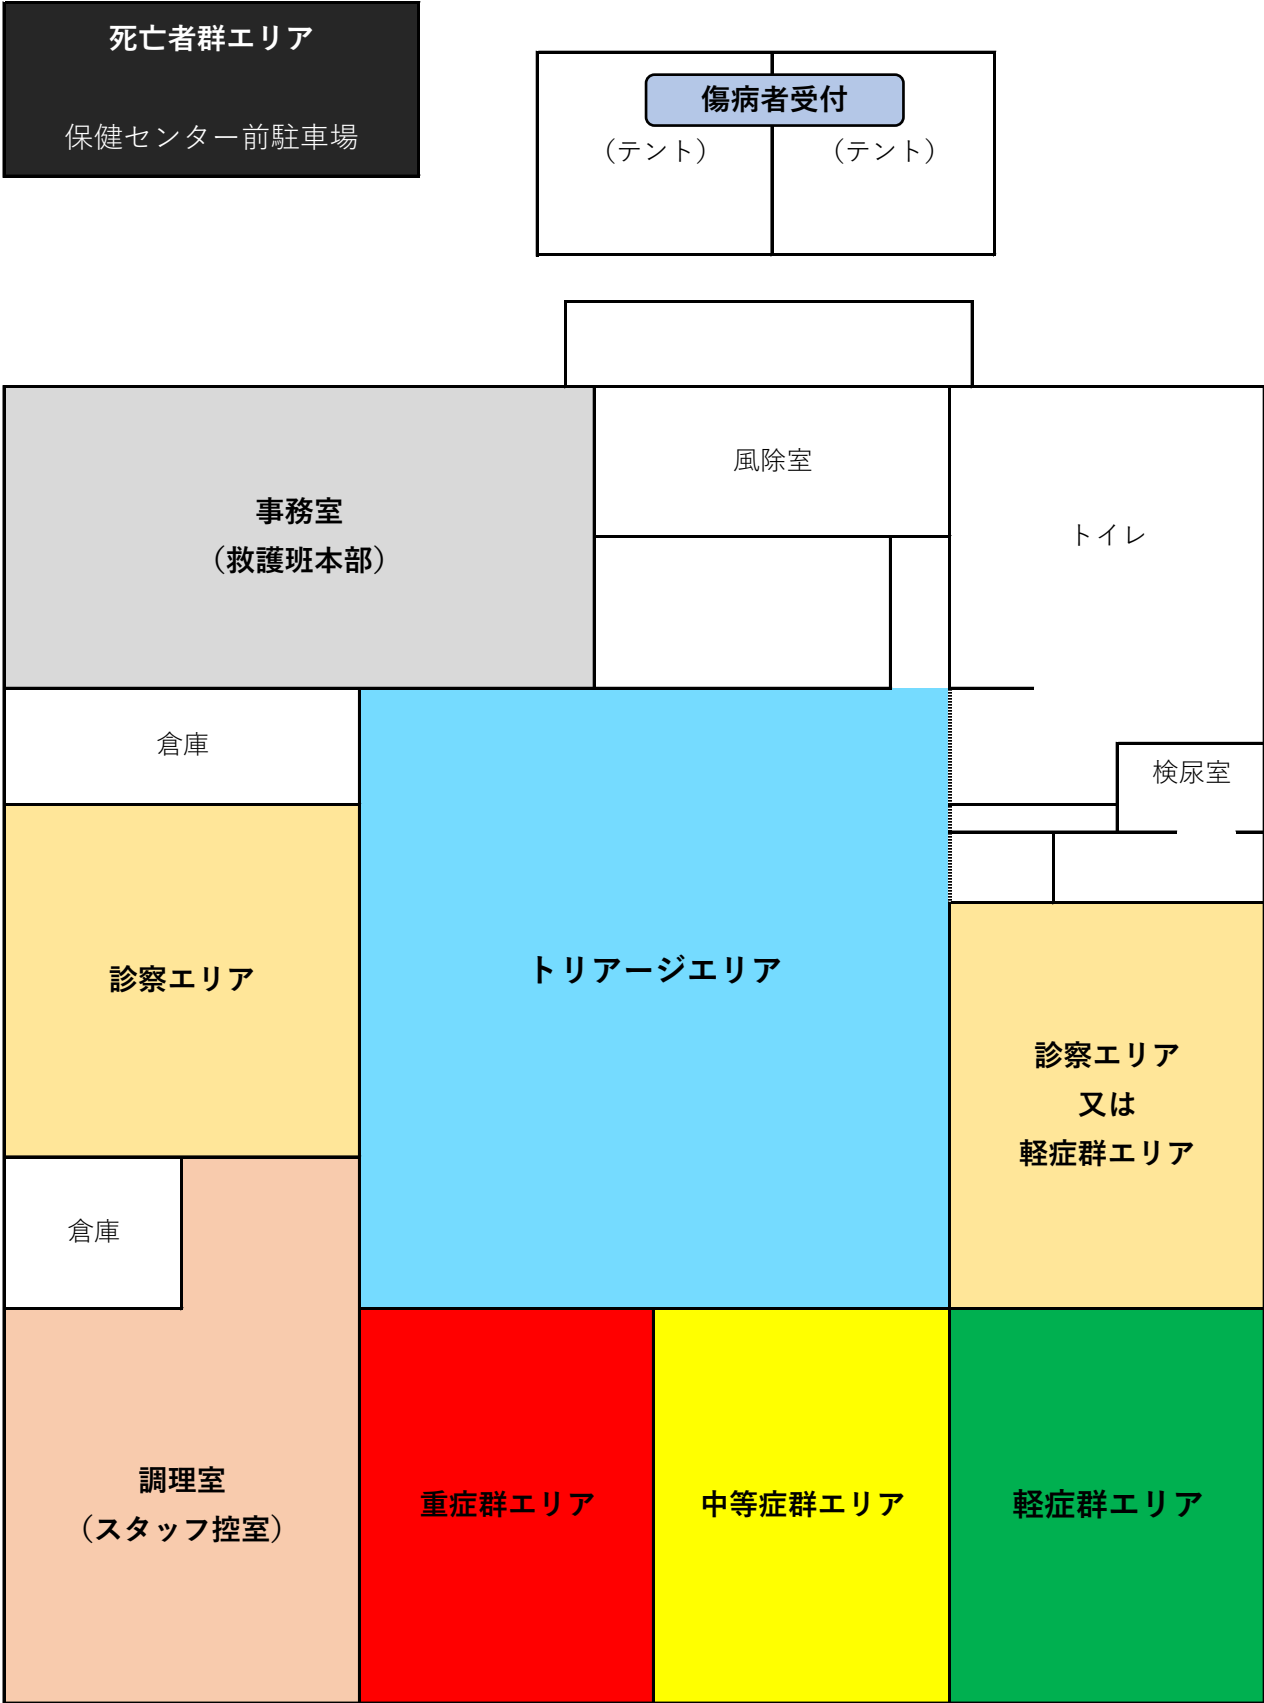 死亡者群エリア
保健センター前駐車場
傷病者受付
（テント）
（テント）
風除室
事務室
（救護班本部）
トイレ
倉庫
検尿室
診察エリア
トリアージエリア
診察エリア
又は
軽症群エリア
倉庫
調理室
（スタッフ控室）
重症群エリア
中等症群エリア
軽症群エリア